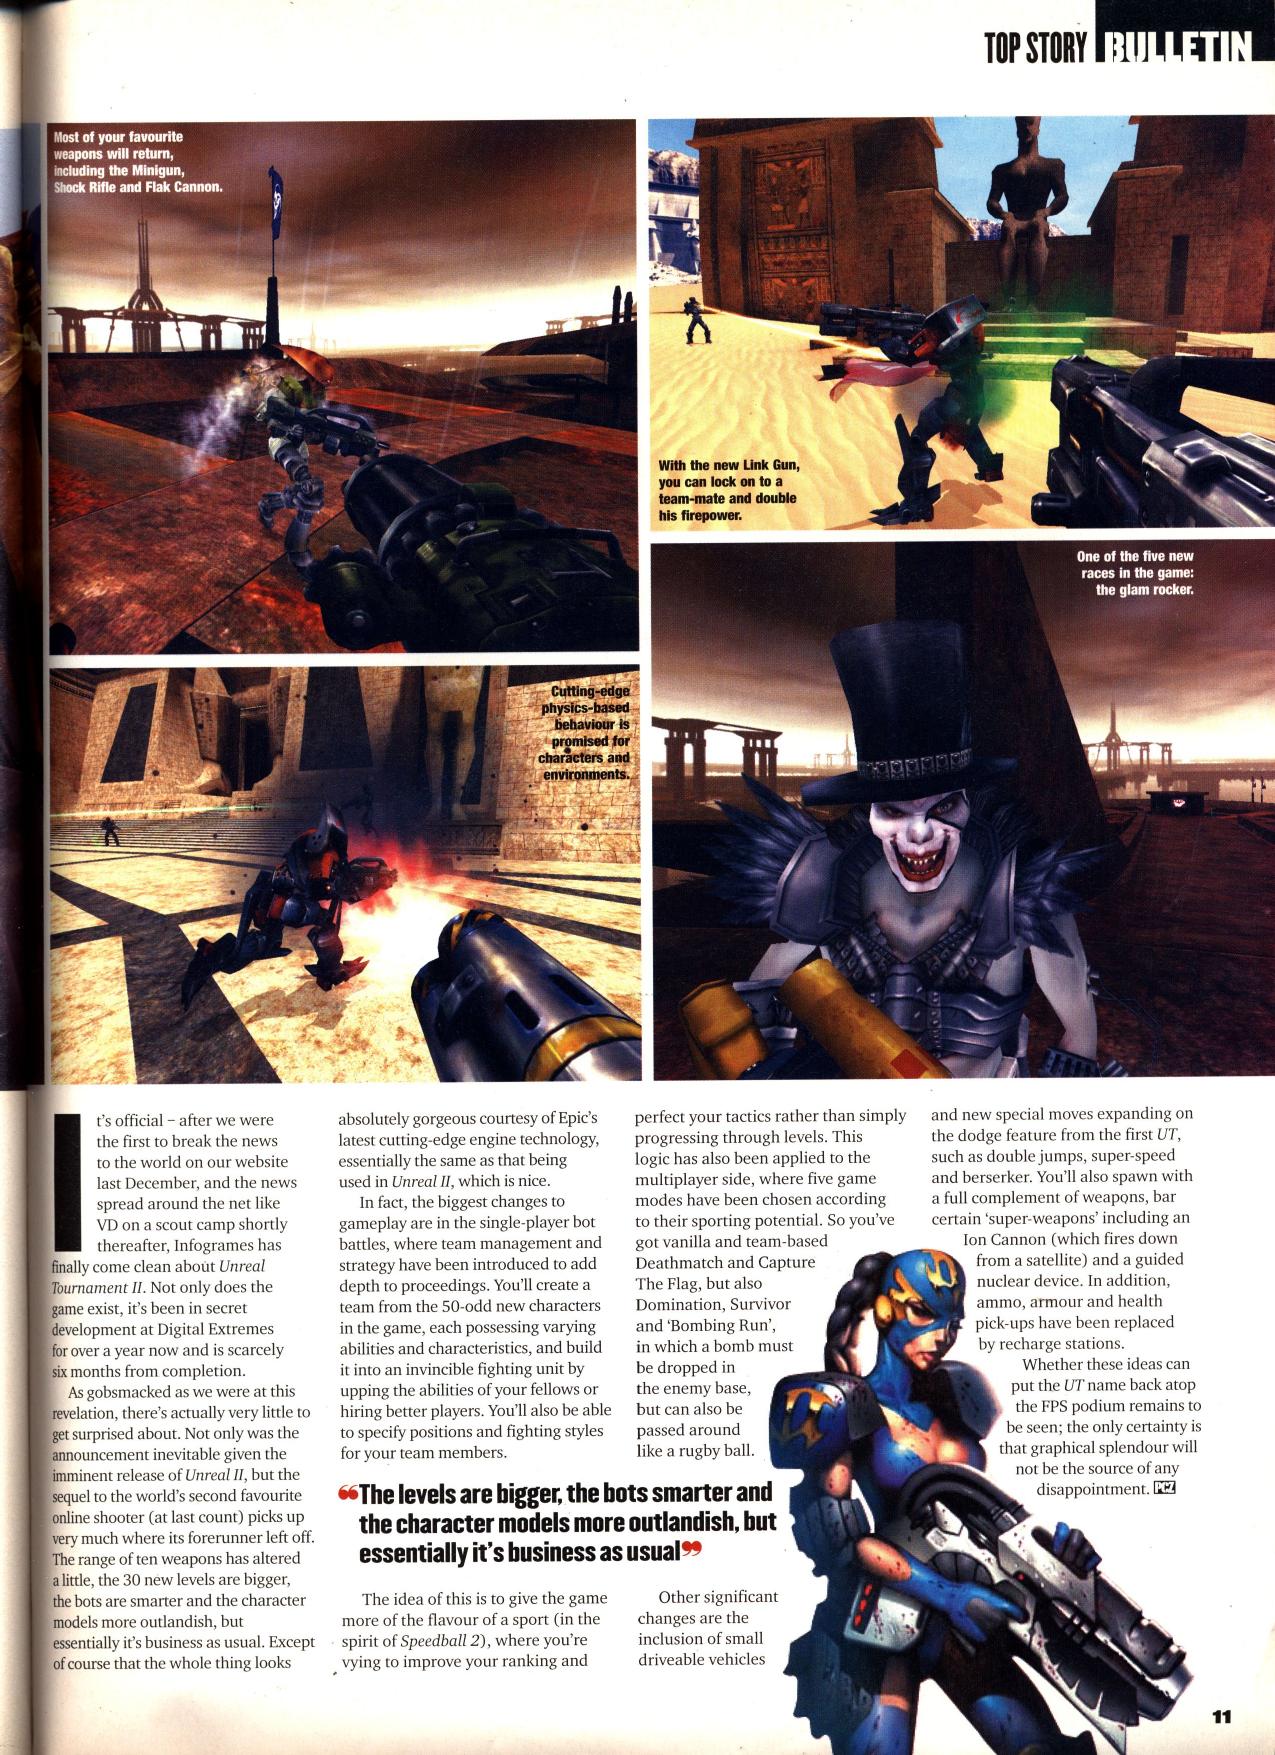 TOP STORY BULLETIN
Most of your favourite
weapons will return,
including the Minigun,
Shock Rifle and Flak Cannon.
With the new Link Gun,
you can lock on to a
team-mate and double
his firepower.
Cutting-edge
physics-based
behaviour is
promised for
characters and
environments.
One of the five new
races in the game:
the glam rocker.
It's official – after we were
the first to break the news
to the world on our website
last December, and the news
spread around the net like
VD on a scout camp shortly
thereafter, Infogrames has
finally come clean about Unreal
Tournament II. Not only does the
game exist, it's been in secret
development at Digital Extremes
for over a year now and is scarcely
six months from completion.
As gobsmacked as we were at this
revelation, there's actually very little to
get surprised about. Not only was the
announcement inevitable given the
imminent release of Unreal II, but the
sequel to the world's second favourite
online shooter (at last count) picks up
very much where its forerunner left off.
The range of ten weapons has altered
a little, the 30 new levels are bigger,
the bots are smarter and the character
models more outlandish, but
essentially it's business as usual. Except
of course that the whole thing looks
absolutely gorgeous courtesy of Epic's
latest cutting-edge engine technology,
essentially the same as that being
used in Unreal II, which is nice.
In fact, the biggest changes to
gameplay are in the single-player bot
battles, where team management and
strategy have been introduced to add
depth to proceedings. You'll create a
team from the 50-odd new characters
in the game, each possessing varying
abilities and characteristics, and build
it into an invincible fighting unit by
upping the abilities of your fellows or
hiring better players. You'll also be able
to specify positions and fighting styles
for your team members.
“The levels are bigger, the bots smarter and
the character models more outlandish, but
essentially it's business as usual”
The idea of this is to give the game
more of the flavour of a sport (in the
spirit of Speedball 2), where you're
vying to improve your ranking and
perfect your tactics rather than simply
progressing through levels. This
logic has also been applied to the
multiplayer side, where five game
modes have been chosen according
to their sporting potential. So you've
got vanilla and team-based
Deathmatch and Capture
The Flag, but also
Domination, Survivor
and ‘Bombing Run’,
in which a bomb must
be dropped in
the enemy base,
but can also be
passed around
like a rugby ball.
Other significant
changes are the
inclusion of small
driveable vehicles
and new special moves expanding on
the dodge feature from the first UT,
such as double jumps, super-speed
and berserker. You'll also spawn with
a full complement of weapons, bar
certain ‘super-weapons’ including an
Ion Cannon (which fires down
from a satellite) and a guided
nuclear device. In addition,
ammo, armour and health
pick-ups have been replaced
by recharge stations.
Whether these ideas can
put the UT name back atop
the FPS podium remains to
be seen; the only certainty is
that graphical splendour will
not be the source of any
disappointment. PCZ
11